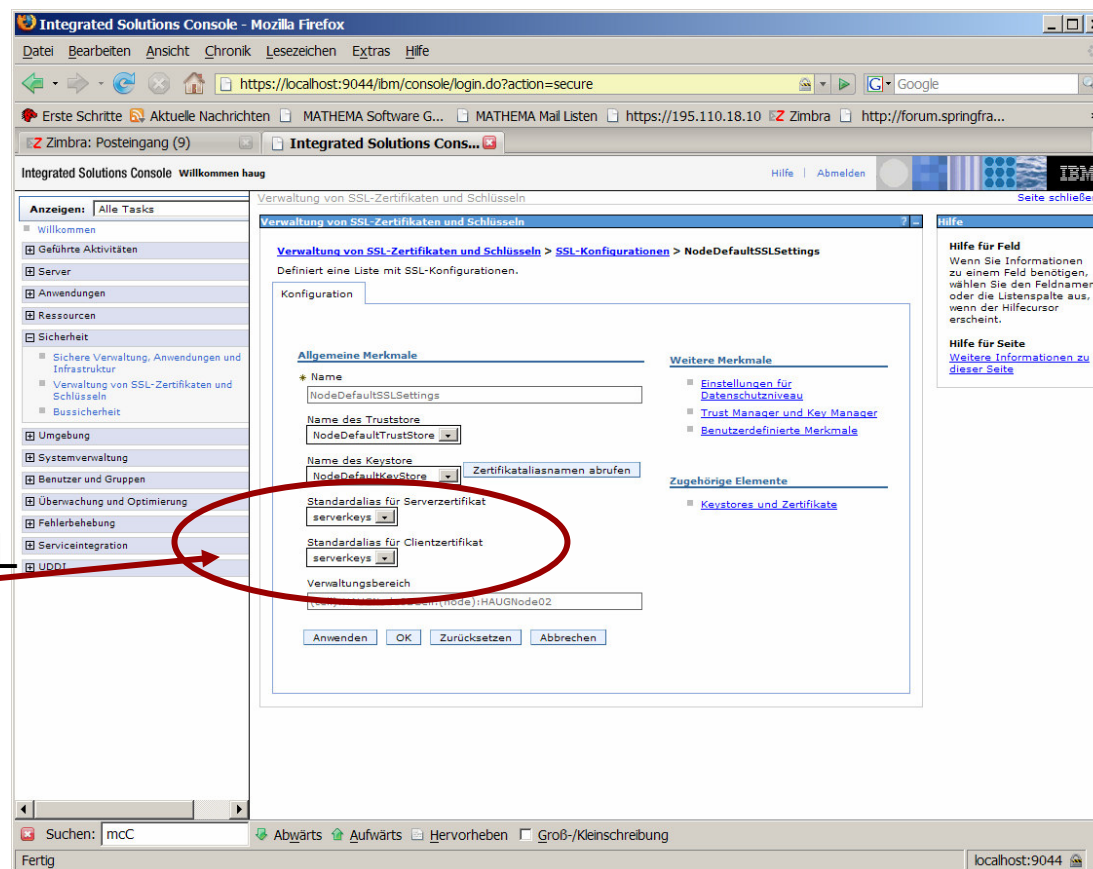 Integrated Solutions Console - Mozilla Firefox
Datei Bearbeiten Ansicht Chronik Lesezeichen Extras Hilfe
https://localhost:9044/ibm/console/login.do?action=secure
G Google
Erste Schritte Aktuelle Nachrichten MATHEMA Software G... MATHEMA Mail Listen https://195.110.18.10 Z Zimbra http://forum.springfra...
Z Zimbra: Posteingang (9) Integrated Solutions Cons...
Integrated Solutions Console Willkommen haug Hilfe | Abmelden IBM
Verwaltung von SSL-Zertifikaten und Schlüsseln Seite schließe
Anzeigen: All Tasks
Willkommen
Geführte Aktivitäten
Server
Anwendungen
Ressourcen
Sicherheit
Sichere Verwaltung, Anwendungen und
Infrastruktur
Verwaltung von SSL-Zertifikaten und
Schlüsseln
Bussicherheit
Umgebung
Systemverwaltung
Benutzer und Gruppen
Überwachung und Optimierung
Fehlerbehebung
Serviceintegration
UDDI
Verwaltung von SSL-Zertifikaten und Schlüsseln ? -
Verwaltung von SSL-Zertifikaten und Schlüsseln > SSL-Konfigurationen > NodeDefaultSSLSettings
Definiert eine Liste mit SSL-Konfigurationen.
Konfiguration
Allgemeine Merkmale
* Name
NodeDefaultSSLSettings
Name des Truststore
NodeDefaultTrustStore
Name des Keystore
NodeDefaultKeyStore Zertifikataliasnamen abrufen
Standardalias für Serverzertifikat
serverkeys
Standardalias für Clientzertifikat
serverkeys
Verwaltungsbereich
(node):HAUGNode02
Anwenden OK Zurücksetzen Abbrechen
Weitere Merkmale
Einstellungen für
Datenschutzniveau
Trust Manager und Key Manager
Benutzerdefinierte Merkmale
Zugehörige Elemente
Keystores und Zertifikate
Hilfe
Hilfe für Feld
Wenn Sie Informationen
zu einem Feld benötigen,
wählen Sie den Feldnamen
oder die Listenspalte aus,
wenn der Hilfecursor
erscheint.
Hilfe für Seite
Weitere Informationen zu
dieser Seite
Suchen: mcC Abwärts Aufwärts Hervorheben Groß-/Kleinschreibung
Fertig localhost:9044